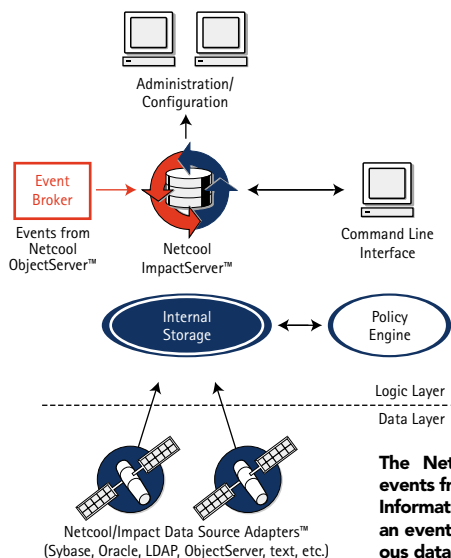 Administration/
Configuration
Event
Broker
Events from
Netcool
ObjectServer™
Netcool
ImpactServer™
Command Line
Interface
Internal
Storage
Policy
Engine
Logic Layer
Data Layer
Netcool/Impact Data Source Adapters™
(Sybase, Oracle, LDAP, ObjectServer, text, etc.)
The Net
events fr
Informati
an event
ous data